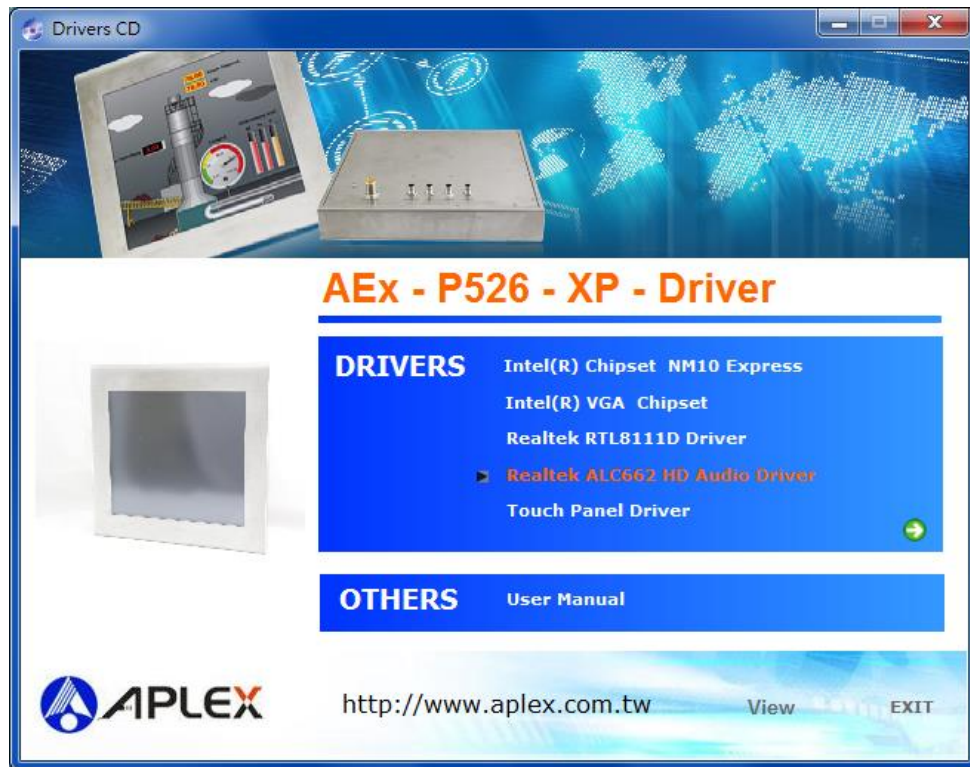 Drivers CD
AEx - P526 - XP - Driver
DRIVERS
Intel(R) Chipset  NM10 Express
Intel(R) VGA  Chipset
Realtek RTL8111D Driver
Realtek ALC662 HD Audio Driver
Touch Panel Driver
OTHERS
User Manual
APLEX
http://www.aplex.com.tw
View
EXIT